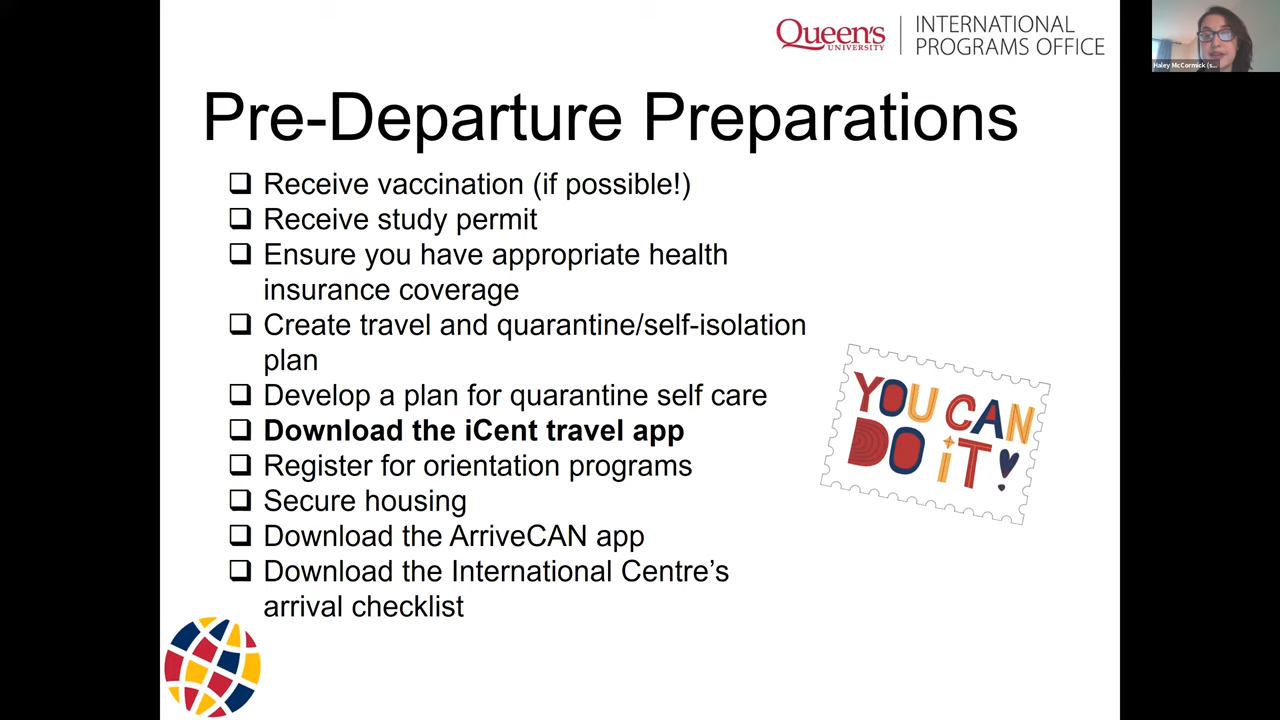 Queen's
UNIVERSITY
INTERNATIONAL
PROGRAMS OFFICE
Haley McCormick (s...
Pre-Departure Preparations
Receive vaccination (if possible!)
Receive study permit
Ensure you have appropriate health
insurance coverage
Create travel and quarantine/self-isolation
plan
Develop a plan for quarantine self care
Download the iCent travel app
Register for orientation programs
Secure housing
Download the ArriveCAN app
Download the International Centre’s
arrival checklist
YOU CAN
DO iT!